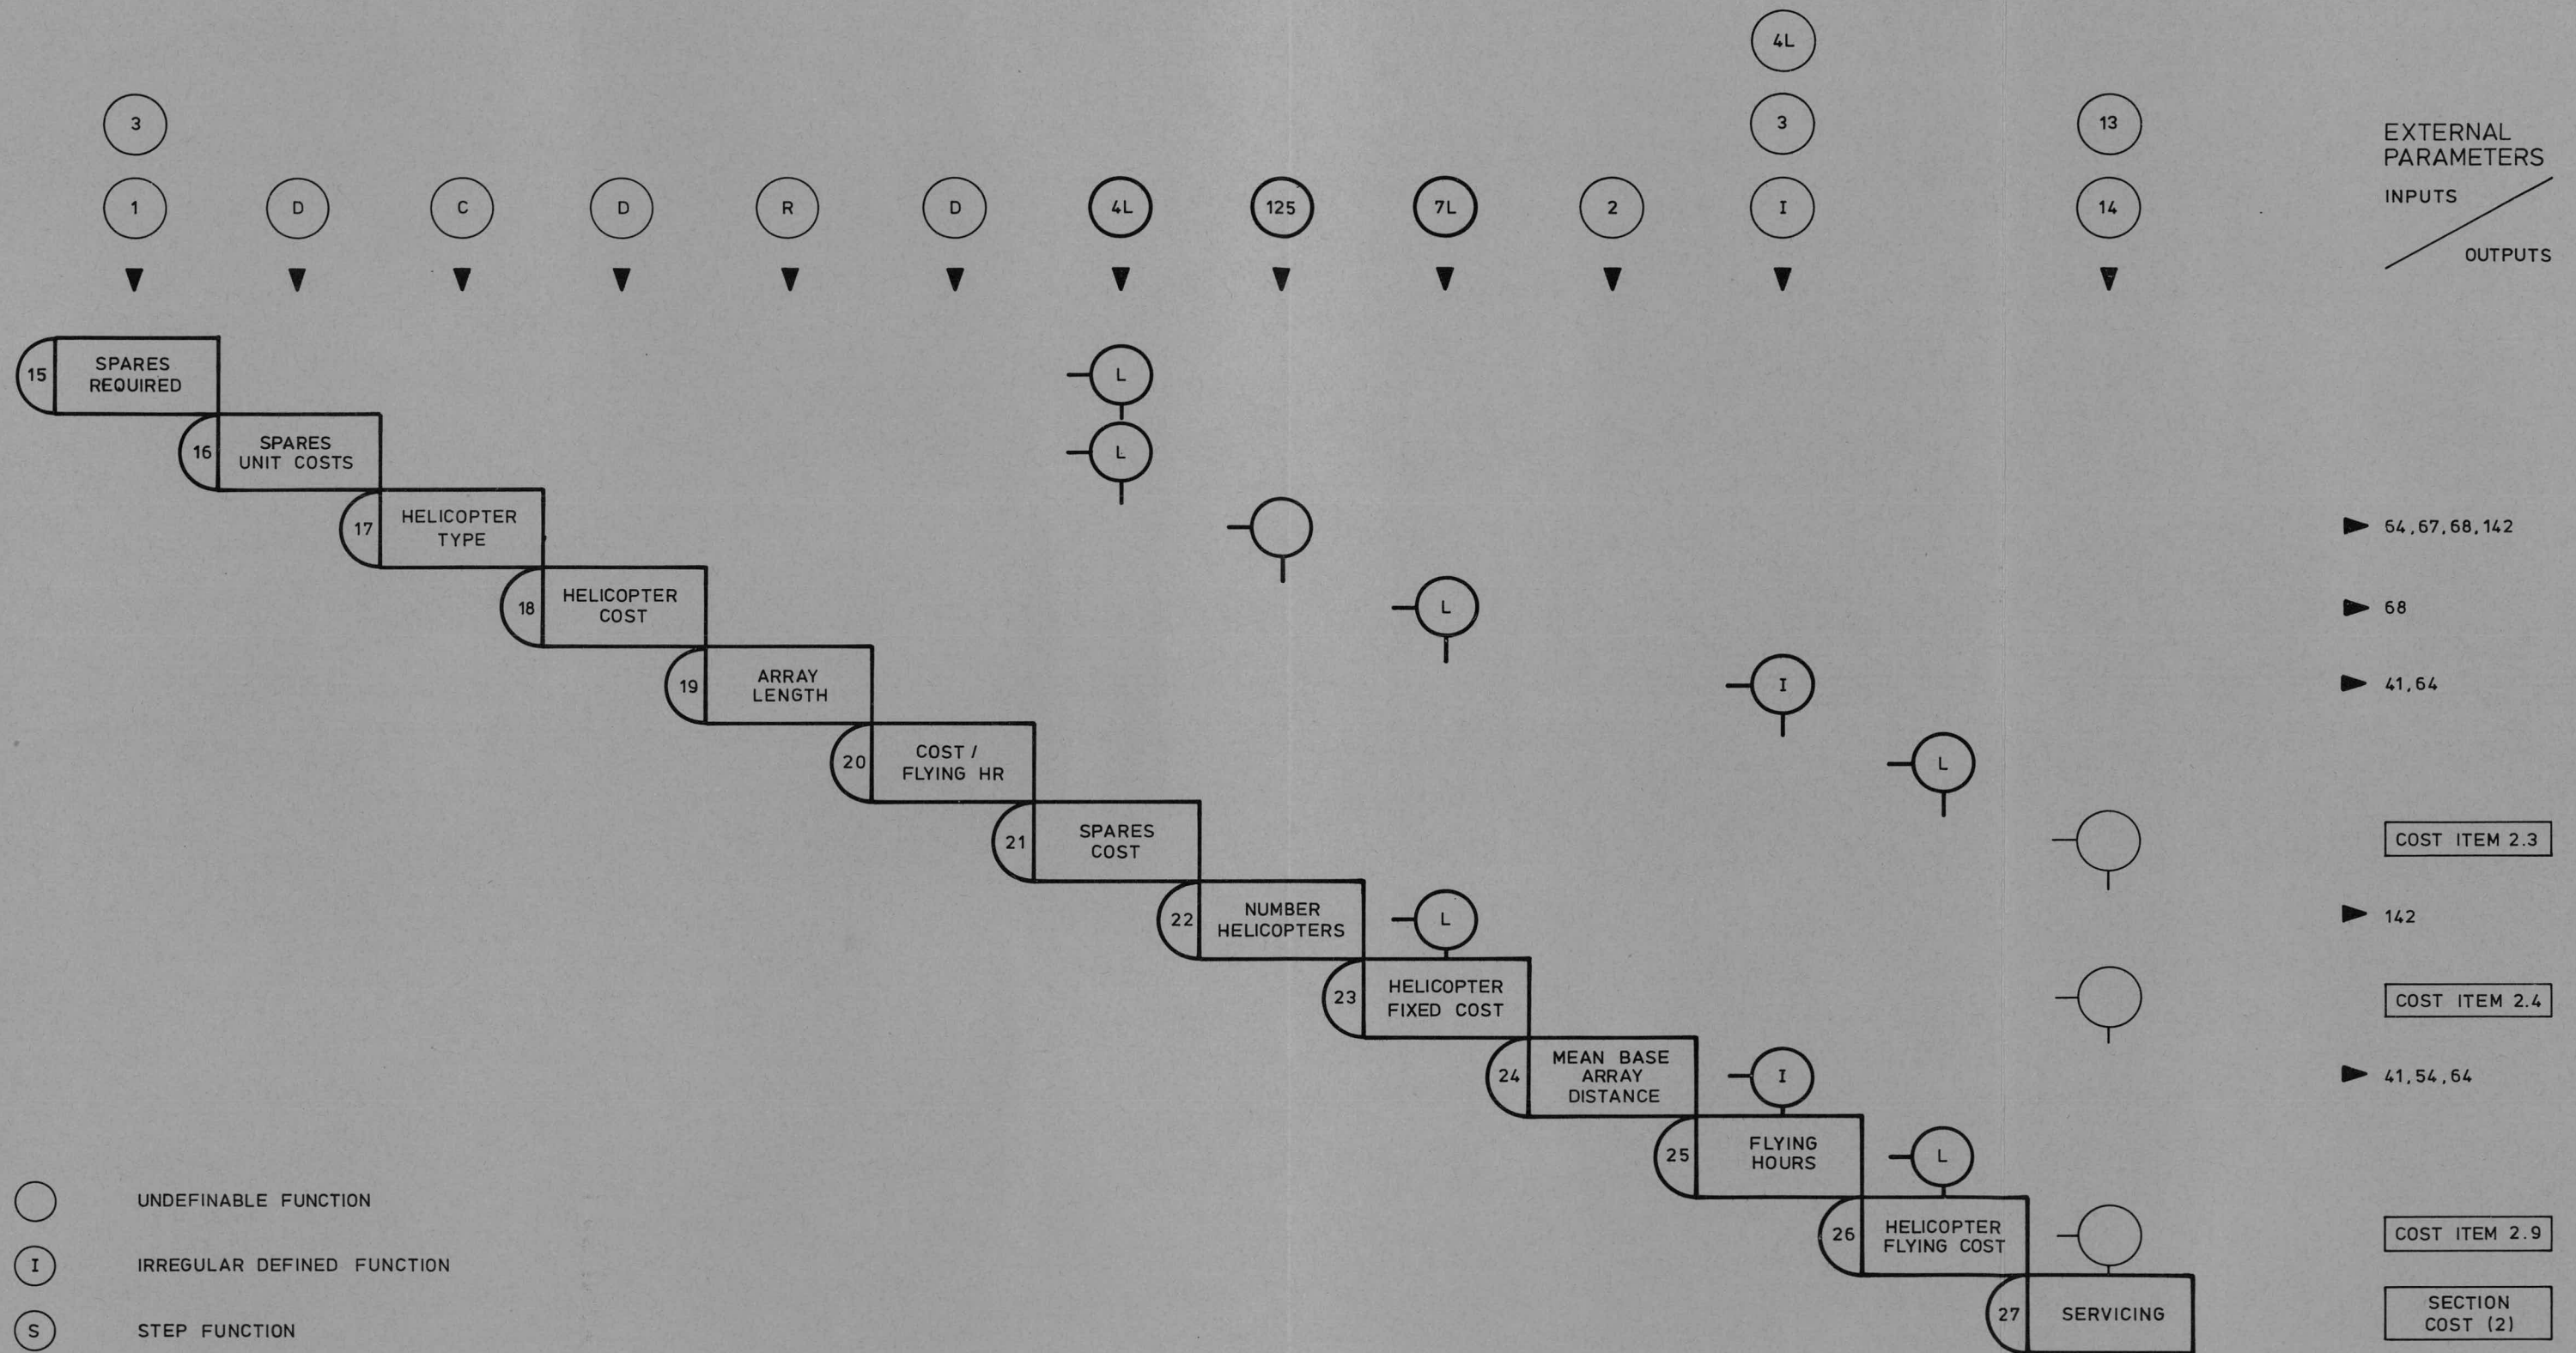 4L
3
3
13
EXTERNAL
PARAMETERS
INPUTS
OUTPUTS
1
D
C
D
R
D
4L
125
7L
2
I
14
15
SPARES
REQUIRED
L
16
SPARES
UNIT COSTS
L
17
HELICOPTER
TYPE
64,67,68,142
18
HELICOPTER
COST
L
68
19
ARRAY
LENGTH
I
41,64
20
COST /
FLYING HR
L
21
SPARES
COST
COST ITEM 2.3
22
NUMBER
HELICOPTERS
L
142
23
HELICOPTER
FIXED COST
COST ITEM 2.4
24
MEAN BASE
ARRAY
DISTANCE
I
41,54,64
25
FLYING
HOURS
L
26
HELICOPTER
FLYING COST
COST ITEM 2.9
27
SERVICING
SECTION
COST (2)
UNDEFINABLE FUNCTION
I
IRREGULAR DEFINED FUNCTION
S
STEP FUNCTION